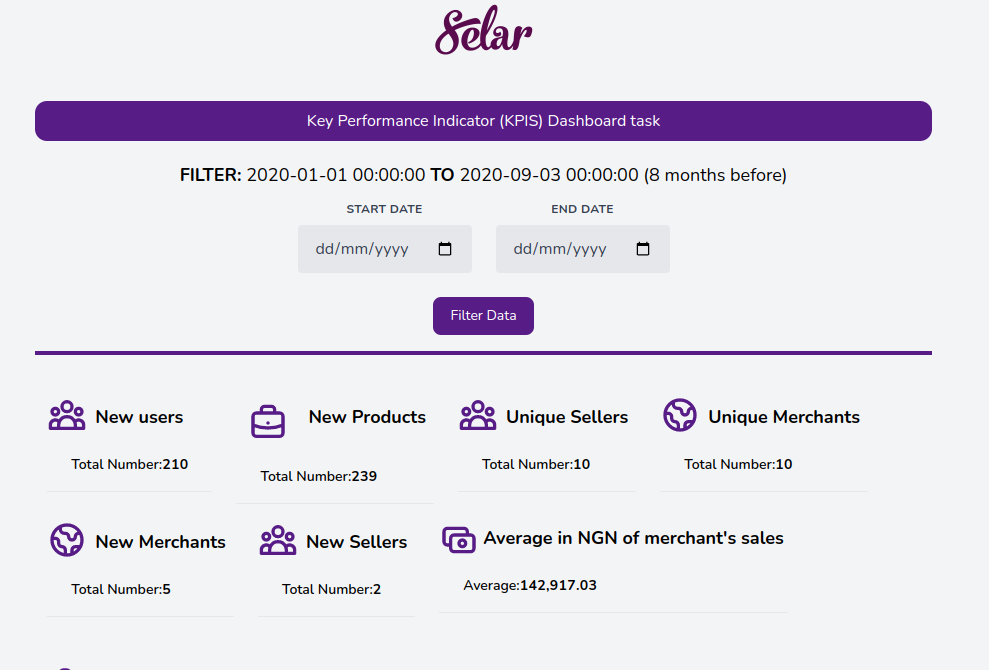 Selar
Key Performance Indicator (KPIS) Dashboard task
FILTER: 2020-01-01 00:00:00 TO 2020-09-03 00:00:00 (8 months before)
START DATE END DATE
dd/mm/yyyy dd/mm/yyyy
Filter Data
New users New Products Unique Sellers Unique Merchants
Total Number:210 Total Number:239 Total Number:10 Total Number:10
New Merchants New Sellers Average in NGN of merchant's sales
Total Number:5 Total Number:2 Average:142,917.03